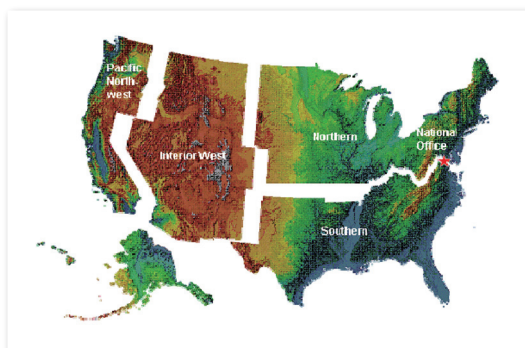 Pacific
North-
west
Interior West
Northern
National
Office
Southern